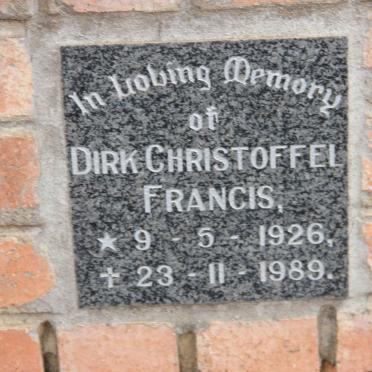 In Loving Memory
of
DIRK CHRISTOFFEL
FRANCIS,
★ 9 - 5 - 1926,
✝ 23 - 11 - 1989.